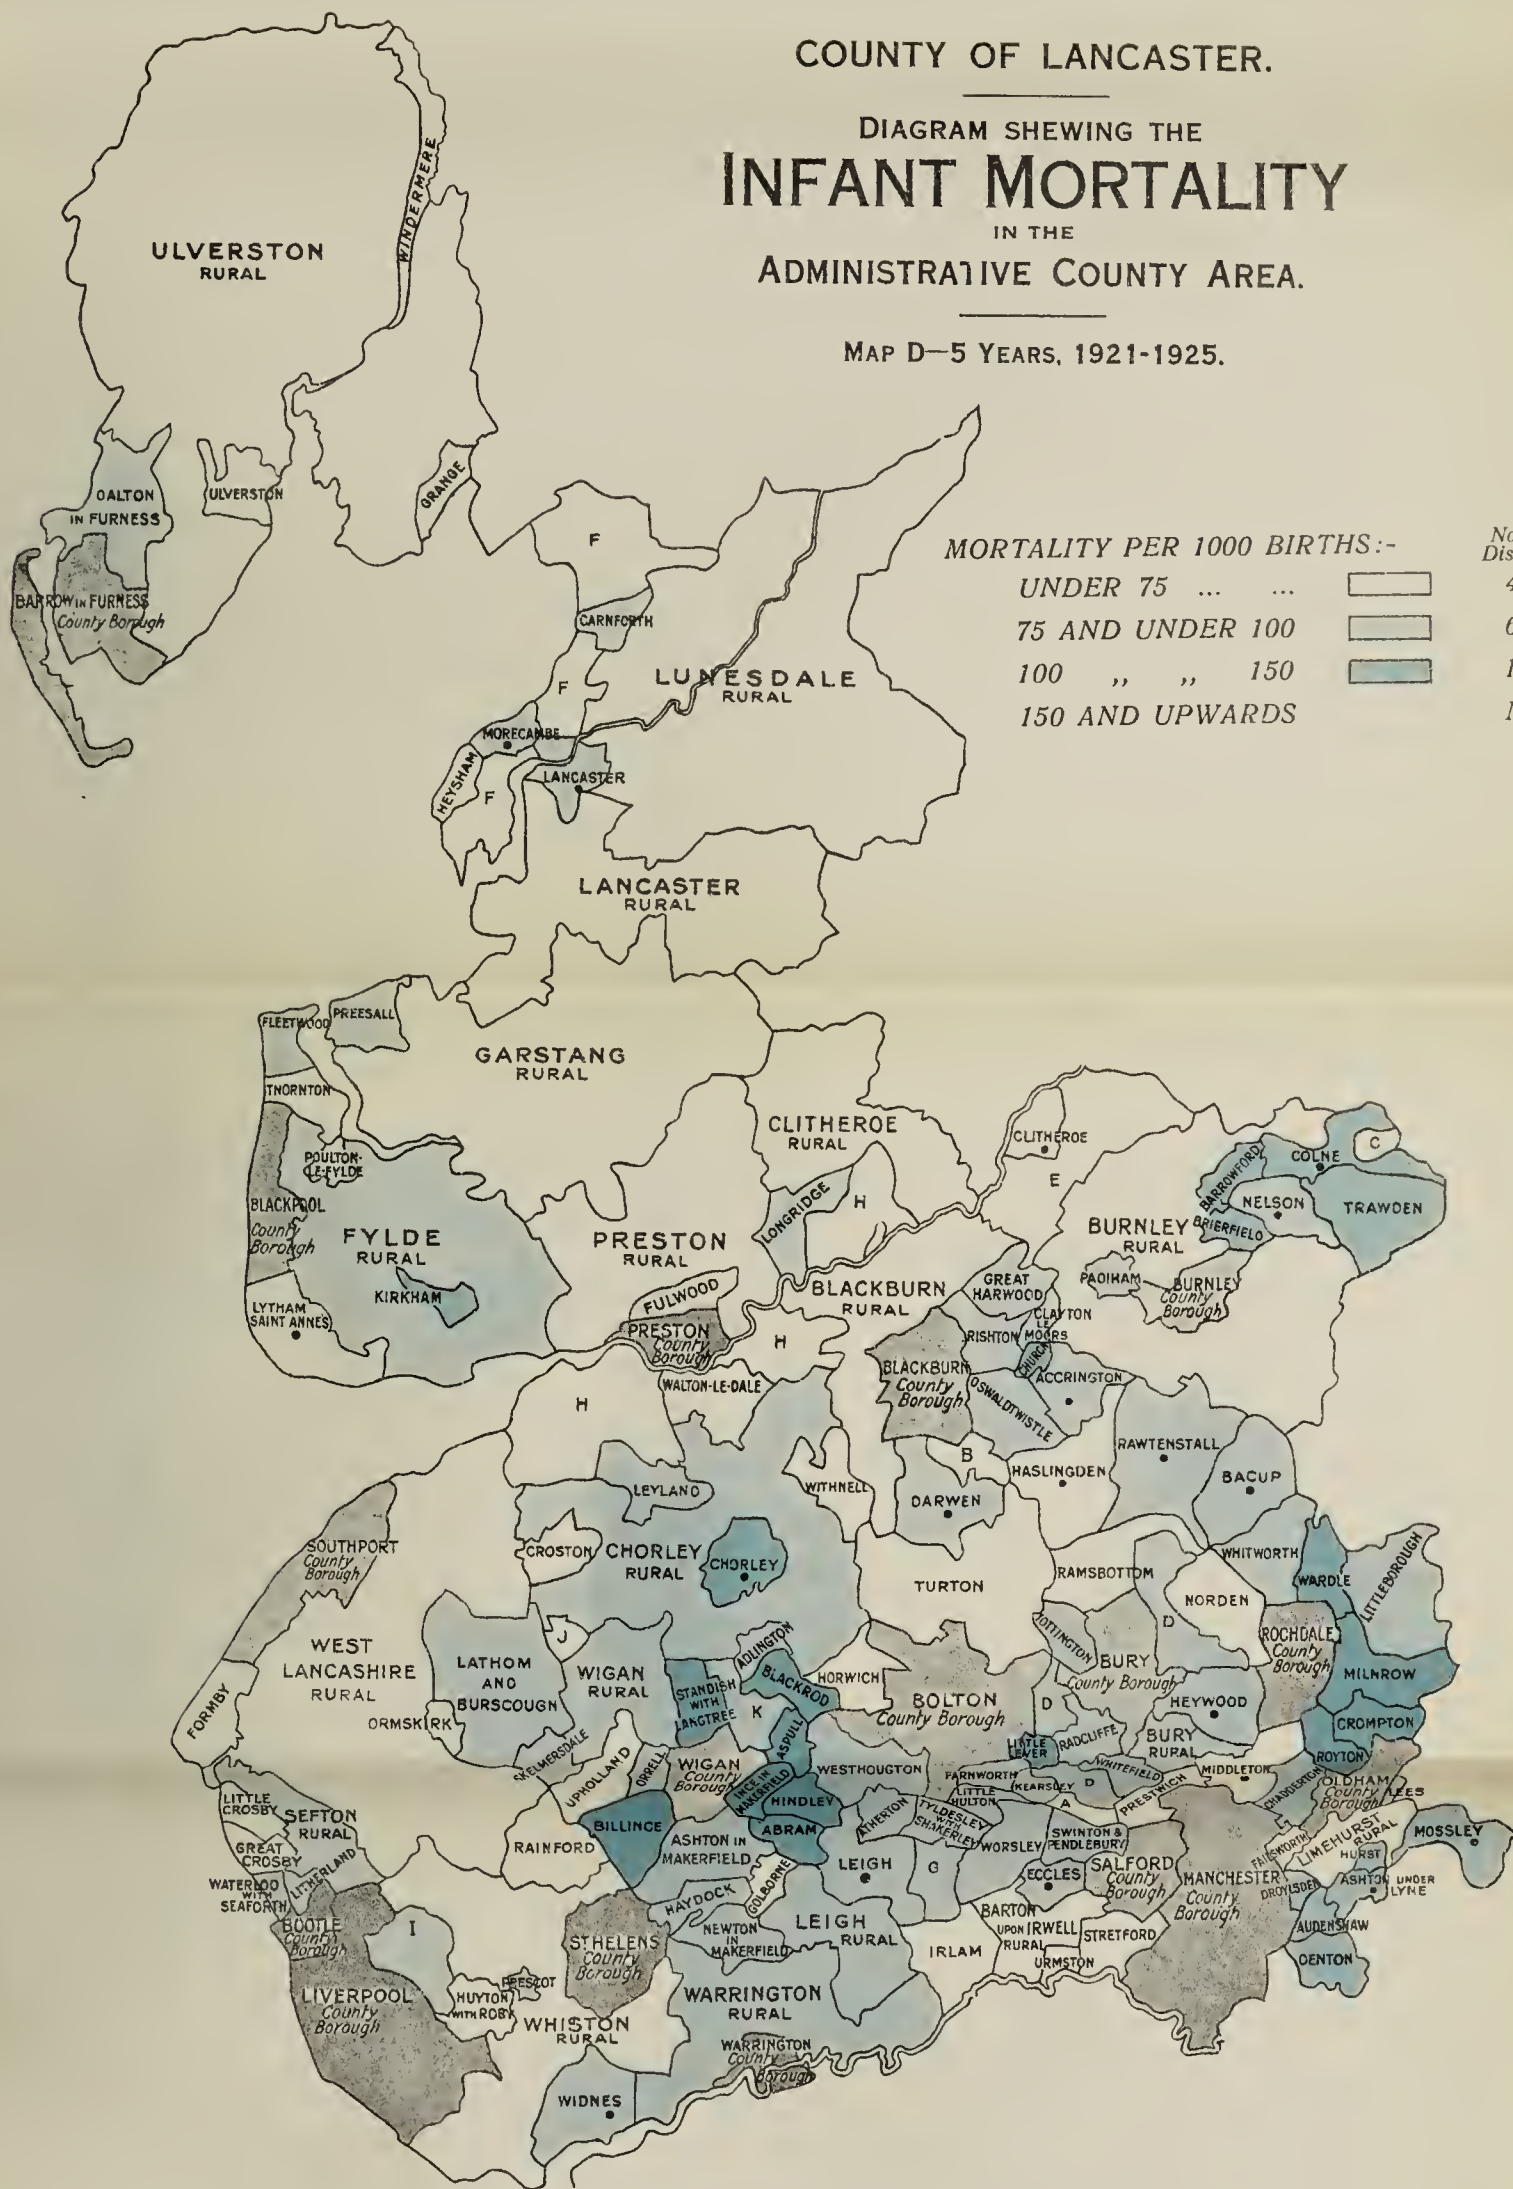 COUNTY OF LANCASTER.
DIAGRAM SHEWING THE
INFANT MORTALITY
IN THE
ADMINISTRATIVE COUNTY AREA.
MAP D—5 YEARS, 1921-1925.
MORTALITY PER 1000 BIRTHS:-
UNDER 75 ... ...
75 AND UNDER 100
100 ,, ,, 150
150 AND UPWARDS
No
Dis
ULVERSTON
RURAL
WINDERMERE
DALTON
IN FURNESS
ULVERSTON
GRANGE
BARROW IN FURNESS
County Borough
F
CARNFORTH
F
LUNESDALE
RURAL
MORECAMBE
HEYSHAM
F
LANCASTER
LANCASTER
RURAL
FLEETWOOD
PREESALL
GARSTANG
RURAL
THORNTON
POULTON-
LE-FYLDE
BLACKPOOL
County
Borough
FYLDE
RURAL
KIRKHAM
LYTHAM
SAINT ANNES
CLITHEROE
RURAL
CLITHEROE
LONGRIDGE
H
E
BARROWFORD
COLNE
C
NELSON
BRIERFIELD
TRAWDEN
BURNLEY
RURAL
PADIHAM
BURNLEY
County
Borough
PRESTON
RURAL
FULWOOD
PRESTON
County
Borough
BLACKBURN
RURAL
H
GREAT
HARWOOD
CLAYTON
LE
MOORS
RISHTON
CHURCH
ACCRINGTON
BLACKBURN
County
Borough
OSWALDTWISTLE
WALTON-LE-DALE
H
B
HASLINGDEN
RAWTENSTALL
BACUP
LEYLAND
WITHNELL
DARWEN
SOUTHPORT
County
Borough
CROSTON
CHORLEY
RURAL
CHORLEY
TURTON
RAMSBOTTOM
NORDEN
WHITWORTH
WARDLE
LITTLEBOROUGH
WEST
LANCASHIRE
RURAL
J
LATHOM
AND
BURSCOUGH
WIGAN
RURAL
ADLINGTON
BLACKROD
HORWICH
BOLTON
County Borough
TOTTINGTON
D
BURY
County Borough
ROCHDALE
County
Borough
MILNROW
FORMBY
ORMSKIRK
STANDISH
WITH
LANGTREE
K
ASPULL
D
HEYWOOD
CROMPTON
SKELMERSDALE
UPHOLLAND
ORRELL
WIGAN
County
Borough
INCE IN
MAKERFIELD
HINDLEY
WESTHOUGTON
LITTLE
LEVER
RADCLIFFE
BURY
RURAL
ROYTON
FARNWORTH
KEARSLEY
D
WHITEFIELD
MIDDLETON
CHADDERTON
OLDHAM
County
Borough
LEES
LITTLE
HULTON
A
PRESTWICH
LITTLE
CROSBY
SEFTON
RURAL
GREAT
CROSBY
LITHERLAND
RAINFORD
BILLINCE
ASHTON IN
MAKERFIELD
ABRAM
ATHERTON
TYLDESLEY
WITH
SHAKERLEY
WORSLEY
SWINTON &
PENDLEBURY
FAILSWORTH
LIMEHURST
RURAL
MOSSLEY
HURST
WATERLOO
WITH
SEAFORTH
BOOTLE
County
Borough
I
HAYDOCK
GOLBORNE
LEIGH
G
ECCLES
SALFORD
County
Borough
MANCHESTER
County
Borough
DROYLSDEN
ASHTON UNDER
LYNE
ST HELENS
County
Borough
NEWTON
IN
MAKERFIELD
LEIGH
RURAL
IRLAM
BARTON
UPON IRWELL
RURAL
STRETFORD
URMSTON
AUDENSHAW
DENTON
LIVERPOOL
County
Borough
HUYTON
WITH ROBY
PRESCOT
WHISTON
RURAL
WARRINGTON
RURAL
WARRINGTON
County
Borough
WIDNES